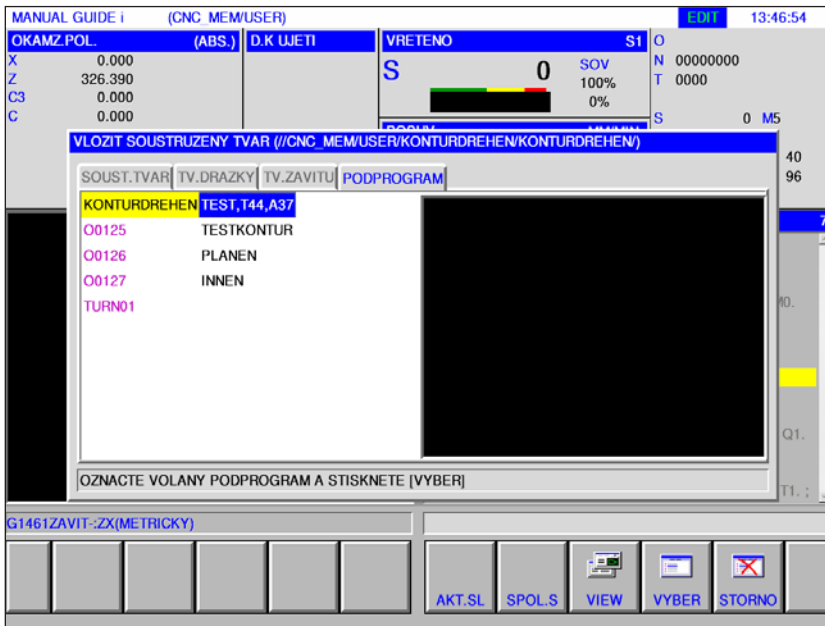 MANUAL GUIDE i (CNC_MEM/USER) EDIT 13:46:54
OKAMZ.POL. (ABS.) D.K UJETI VRETENO S1 O
X 0.000 S 0 SOV N 00000000
Z 326.390 100% T 0000
C3 0.000 0%
C 0.000 S 0 M5
VLOZIT SOUSTRUZENY TVAR (//CNC_MEM/USER/KONTURDREHEN/KONTURDREHEN/)
40
SOUST.TVAR TV.DRAZKY TV.ZAVITU PODPROGRAM 96
KONTURDREHEN TEST,T44,A37
O0125 TESTKONTUR 7
O0126 PLANEN
O0127 INNEN
TURN01
Q1.
OZNACTE VOLANY PODPROGRAM A STISKNETE [VYBER]
T1. ;
G1461ZAVIT-:ZX(METRICKY)
AKT.SL SPOL.S VIEW VYBER STORNO